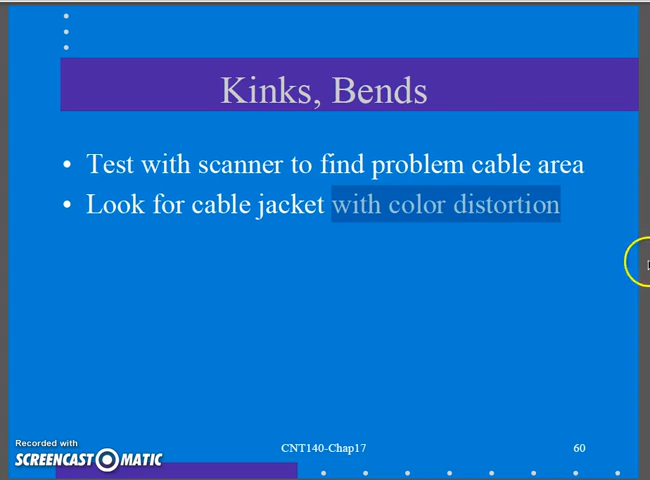 Kinks, Bends
• Test with scanner to find problem cable area
• Look for cable jacket with color distortion
Recorded with
SCREENCAST MATIC
CNT140-Chap17
60